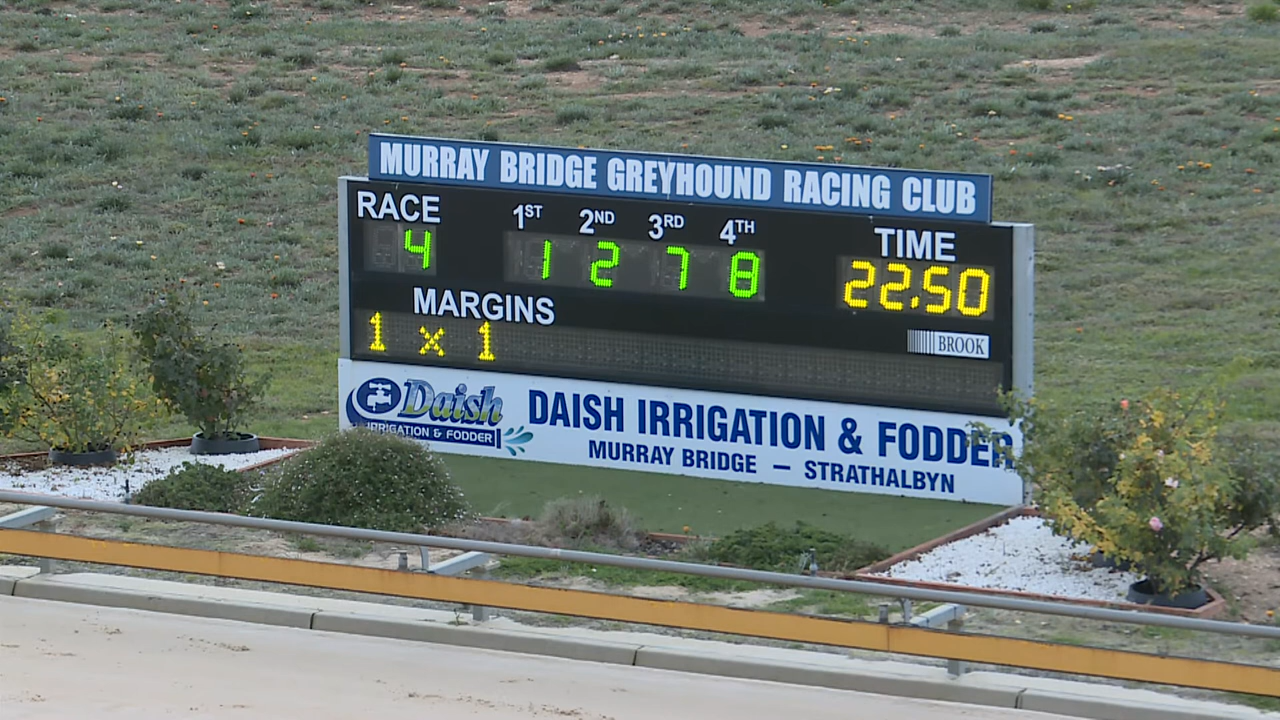 MURRAY BRIDGE GREYHOUND RACING CLUB
RACE 1ST 2ND 3RD 4TH TIME
4 1 2 7 8 22.50
MARGINS
1 x 1
BROOK
Daish
IRRIGATION & FODDER
DAISH IRRIGATION & FODDER
MURRAY BRIDGE – STRATHALBYN